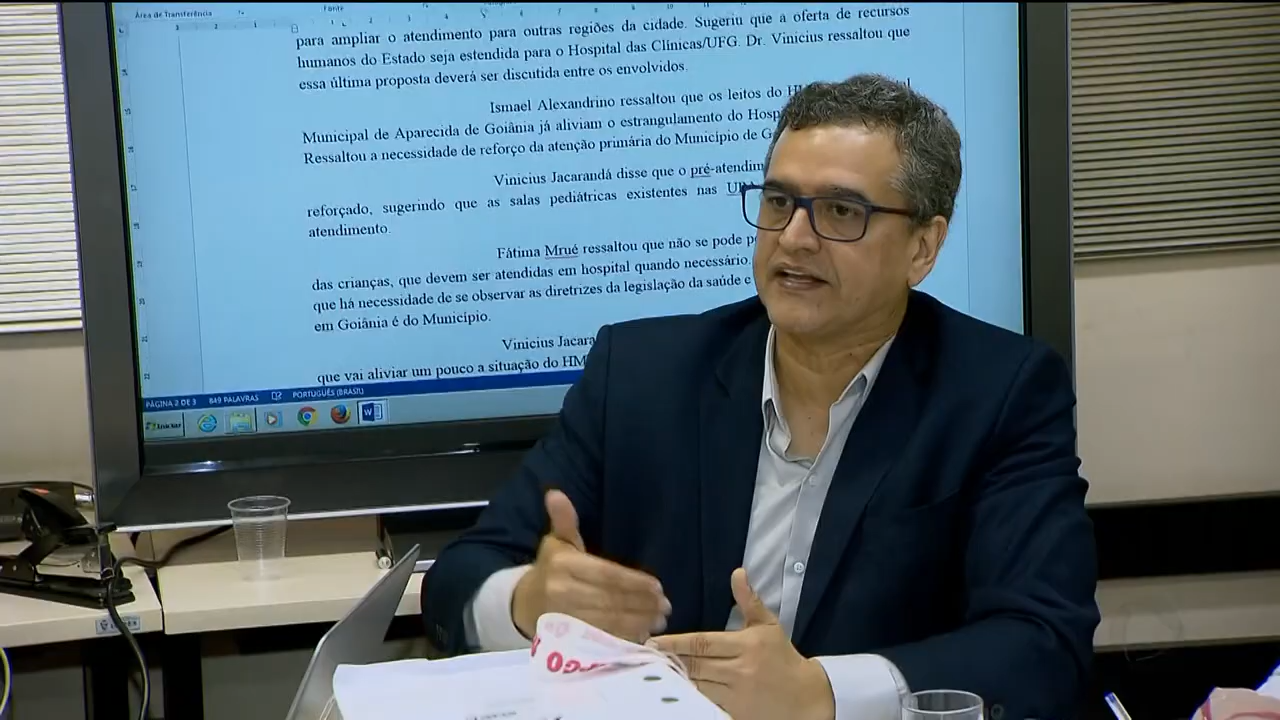 Área de Transferência
Fonte
para ampliar o atendimento para outras regiões da cidade. Sugeriu que a oferta de recursos
humanos do Estado seja estendida para o Hospital das Clínicas/UFG. Dr. Vinicius ressaltou que
essa última proposta deverá ser discutida entre os envolvidos.
Ismael Alexandrino ressaltou que os leitos do
Municipal de Aparecida de Goiânia já aliviam o estrangulamento do
Ressaltou a necessidade de reforço da atenção primária do Município de
Vinicius Jacarandá disse que o
reforçado, sugerindo que as salas pediátricas existentes nas
atendimento.
Fátima Mrué ressaltou que não se pode
das crianças, que devem ser atendidas em hospital quando necessário.
que há necessidade de se observar as diretrizes da legislação da saúde e
em Goiânia é do Município.
Vinicius
que vai aliviar um pouco a situação do
PÁGINA 2 DE 3 849 PALAVRAS PORTUGUÊS (BRASIL)
Iniciar